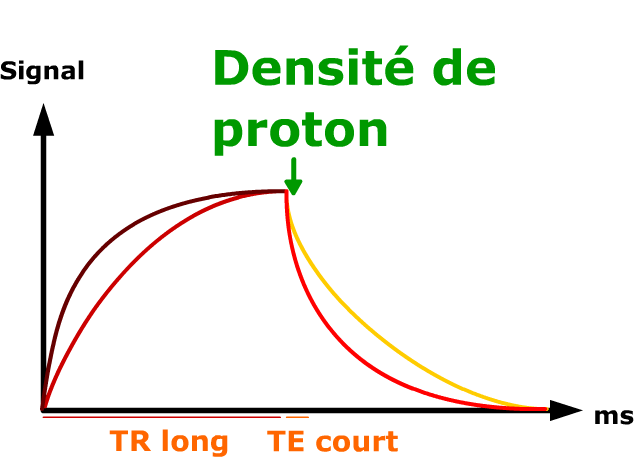 Densité de
proton
Signal
ms
TR long
TE court